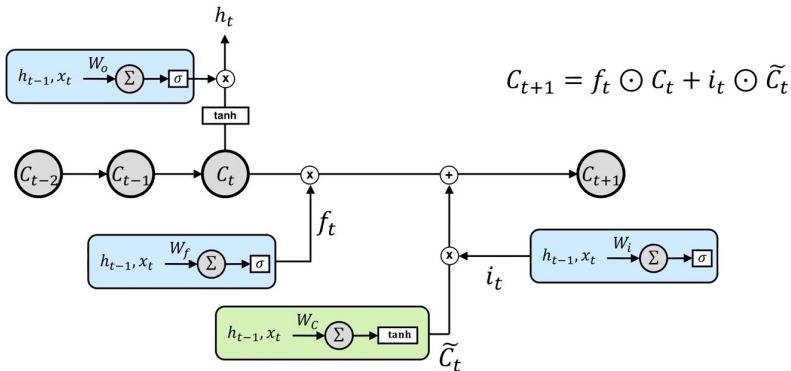 h_t
W_o
h_{t-1}, x_t Σ σ x
tanh
C_{t+1} = f_t ⊙ C_t + i_t ⊙ C̃_t
C_{t-2} C_{t-1} C_t x + C_{t+1}
f_t
W_f
h_{t-1}, x_t Σ σ
x
i_t
W_i
h_{t-1}, x_t Σ σ
W_C
h_{t-1}, x_t Σ tanh
C̃_t